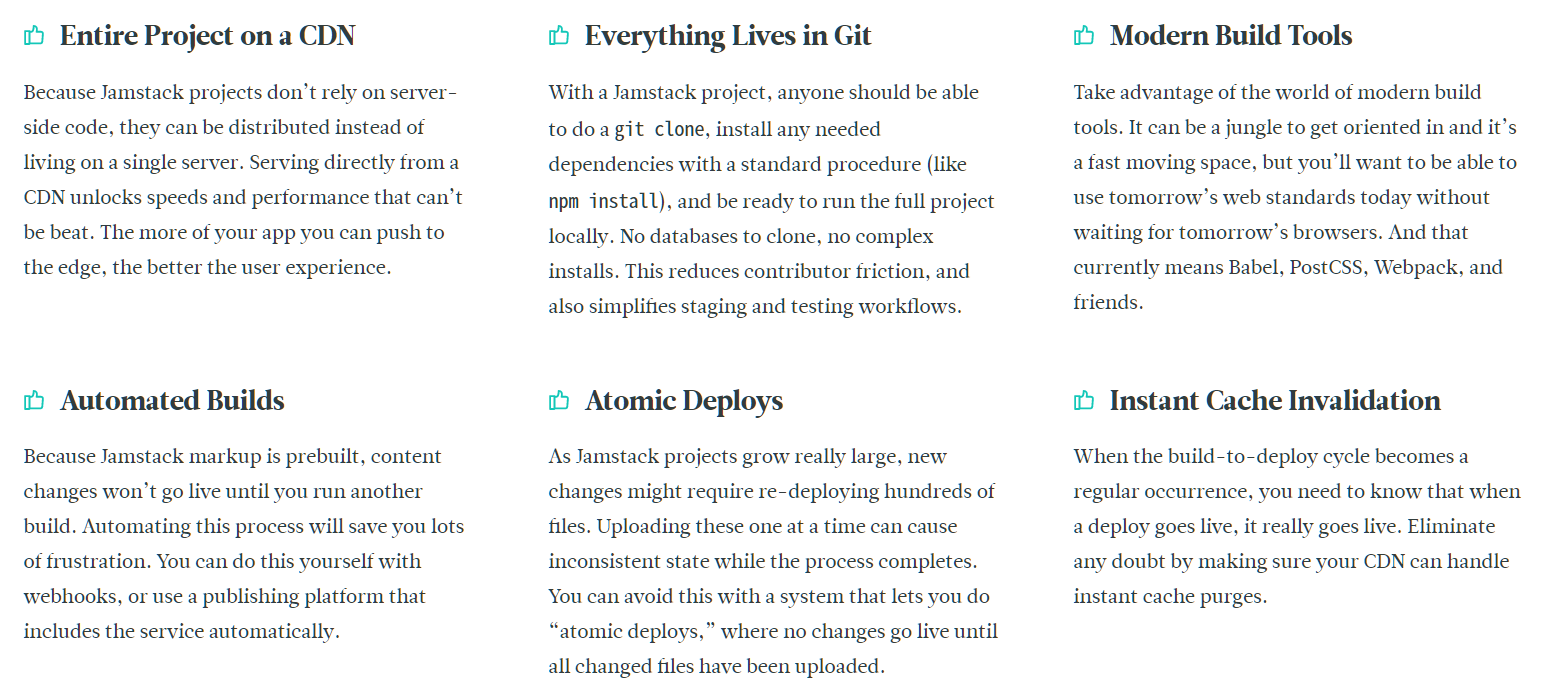 Entire Project on a CDN
Because Jamstack projects don’t rely on server-
side code, they can be distributed instead of
living on a single server. Serving directly from a
CDN unlocks speeds and performance that can’t
be beat. The more of your app you can push to
the edge, the better the user experience.
Everything Lives in Git
With a Jamstack project, anyone should be able
to do a git clone, install any needed
dependencies with a standard procedure (like
npm install), and be ready to run the full project
locally. No databases to clone, no complex
installs. This reduces contributor friction, and
also simplifies staging and testing workflows.
Modern Build Tools
Take advantage of the world of modern build
tools. It can be a jungle to get oriented in and it’s
a fast moving space, but you’ll want to be able to
use tomorrow’s web standards today without
waiting for tomorrow’s browsers. And that
currently means Babel, PostCSS, Webpack, and
friends.
Automated Builds
Because Jamstack markup is prebuilt, content
changes won’t go live until you run another
build. Automating this process will save you lots
of frustration. You can do this yourself with
webhooks, or use a publishing platform that
includes the service automatically.
Atomic Deploys
As Jamstack projects grow really large, new
changes might require re-deploying hundreds of
files. Uploading these one at a time can cause
inconsistent state while the process completes.
You can avoid this with a system that lets you do
“atomic deploys,” where no changes go live until
all changed files have been uploaded.
Instant Cache Invalidation
When the build-to-deploy cycle becomes a
regular occurrence, you need to know that when
a deploy goes live, it really goes live. Eliminate
any doubt by making sure your CDN can handle
instant cache purges.